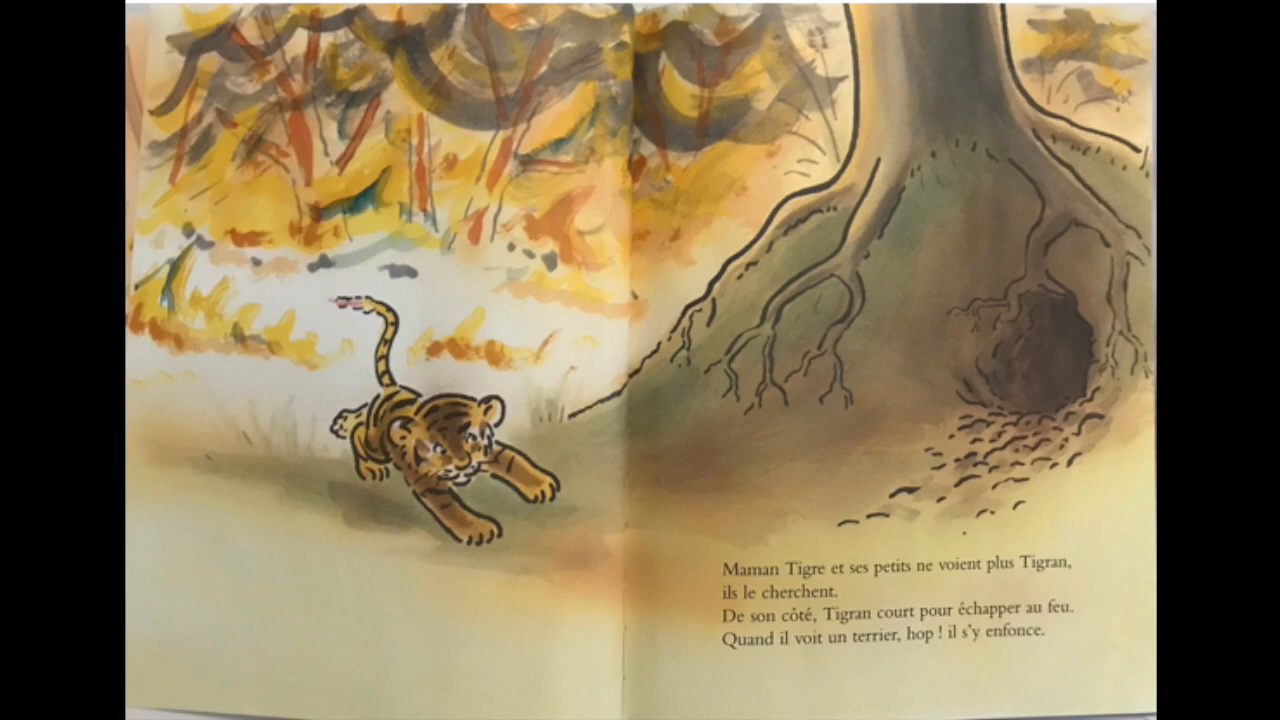 Maman Tigre et ses petits ne voient plus Tigran,
ils le cherchent.
De son côté, Tigran court pour échapper au feu.
Quand il voit un terrier, hop ! il s'y enfonce.